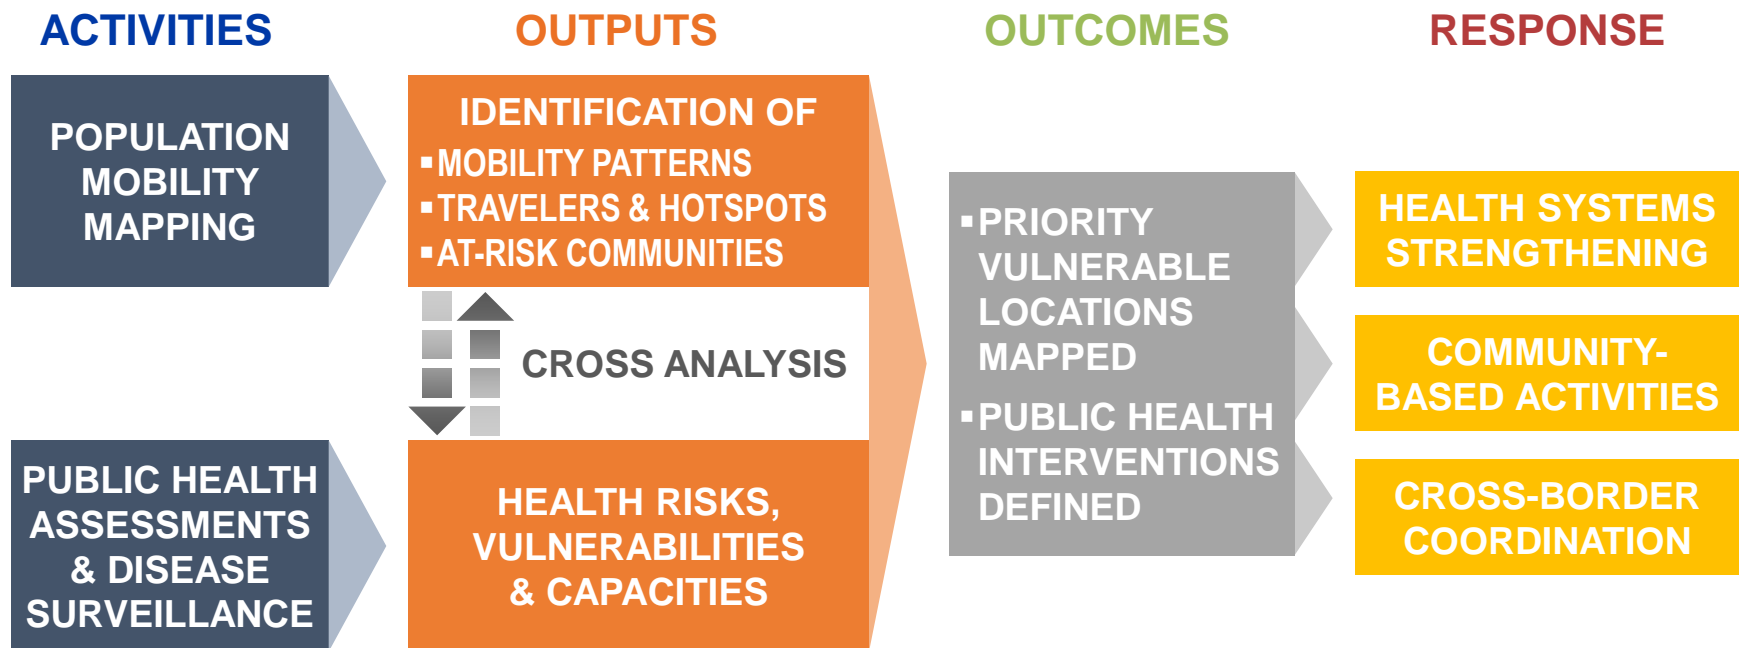 ACTIVITIES
OUTPUTS
OUTCOMES
RESPONSE
POPULATION
MOBILITY
MAPPING
PUBLIC HEALTH
ASSESSMENTS
& DISEASE
SURVEILLANCE
IDENTIFICATION OF
▪MOBILITY PATTERNS
▪TRAVELERS & HOTSPOTS
▪AT-RISK COMMUNITIES
CROSS ANALYSIS
HEALTH RISKS,
VULNERABILITIES
& CAPACITIES
▪PRIORITY
VULNERABLE
LOCATIONS
MAPPED
▪PUBLIC HEALTH
INTERVENTIONS
DEFINED
HEALTH SYSTEMS
STRENGTHENING
COMMUNITY-
BASED ACTIVITIES
CROSS-BORDER
COORDINATION